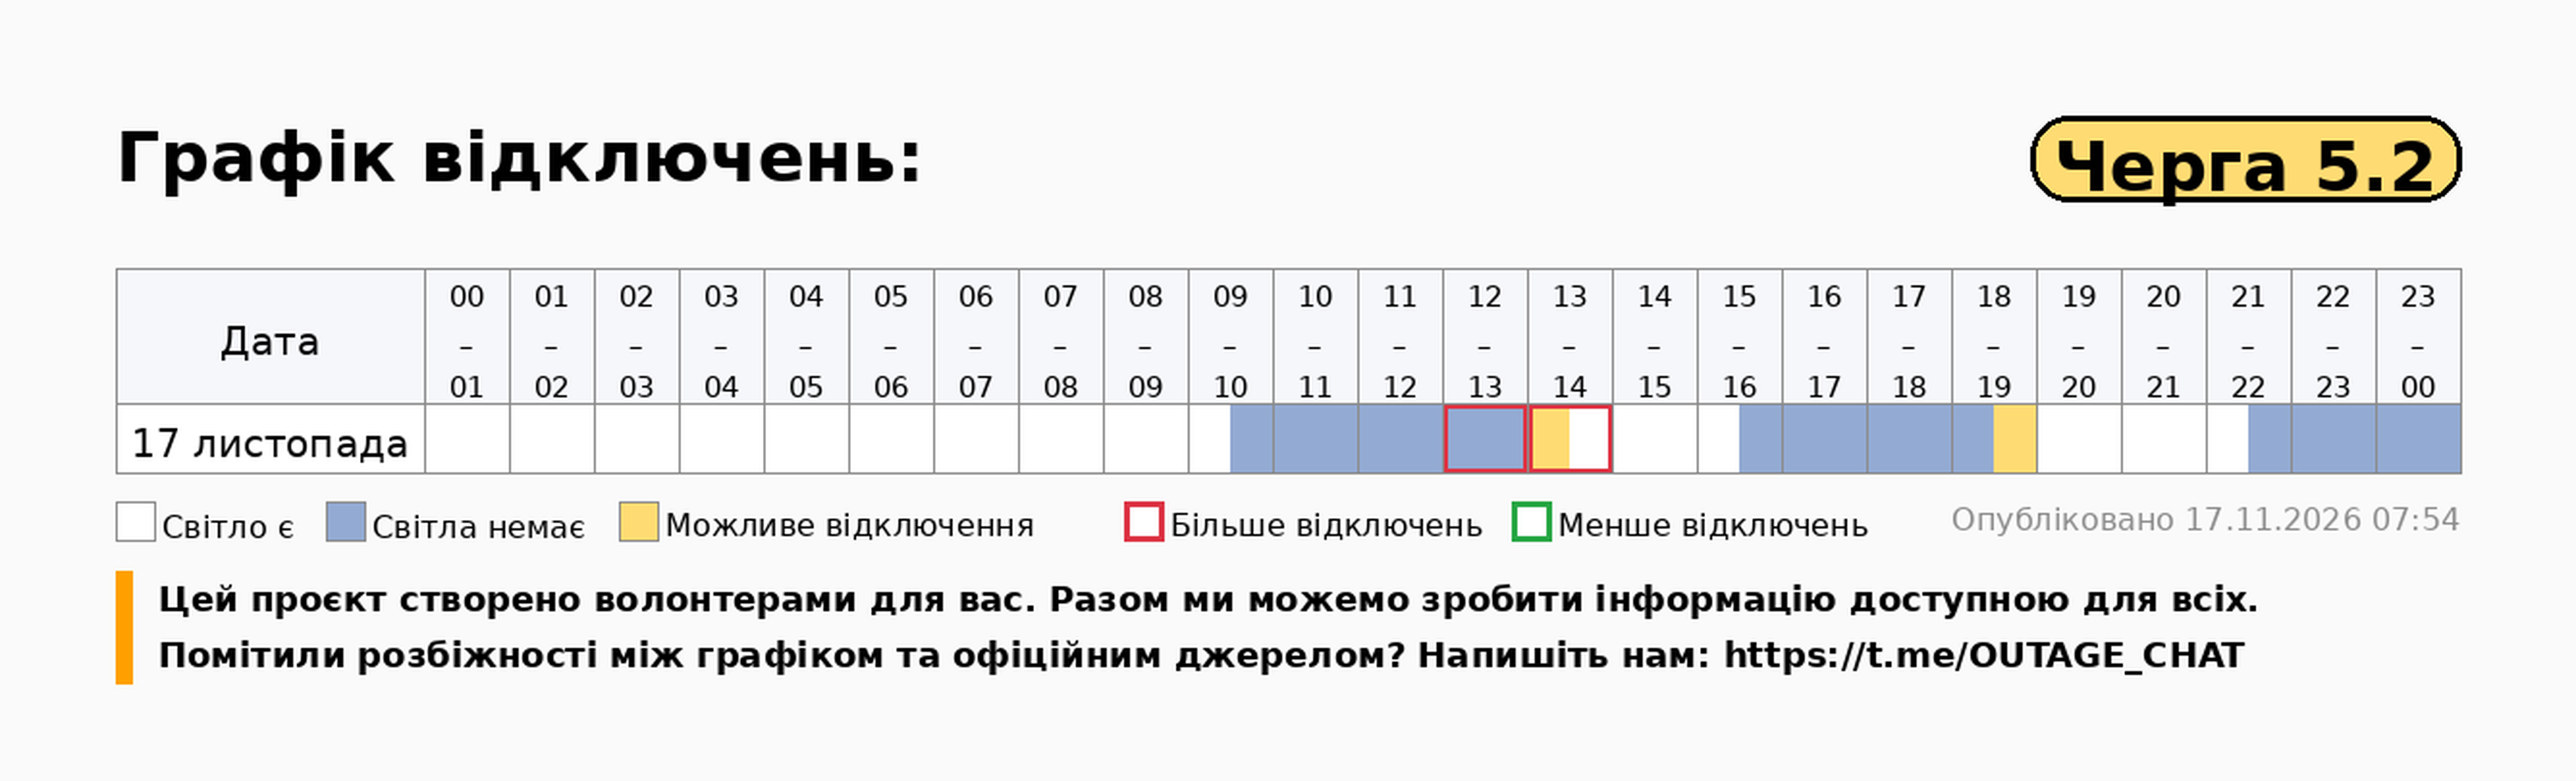 Графік відключень:
Черга 5.2
Дата 00 – 01 01 – 02 02 – 03 03 – 04 04 – 05 05 – 06 06 – 07 07 – 08 08 – 09 09 – 10 10 – 11 11 – 12 12 – 13 13 – 14 14 – 15 15 – 16 16 – 17 17 – 18 18 – 19 19 – 20 20 – 21 21 – 22 22 – 23 23 – 00
17 листопада
Світло є Світла немає Можливе відключення Більше відключень Менше відключень Опубліковано 17.11.2026 07:54
Цей проєкт створено волонтерами для вас. Разом ми можемо зробити інформацію доступною для всіх.
Помітили розбіжності між графіком та офіційним джерелом? Напишіть нам: https://t.me/OUTAGE_CHAT